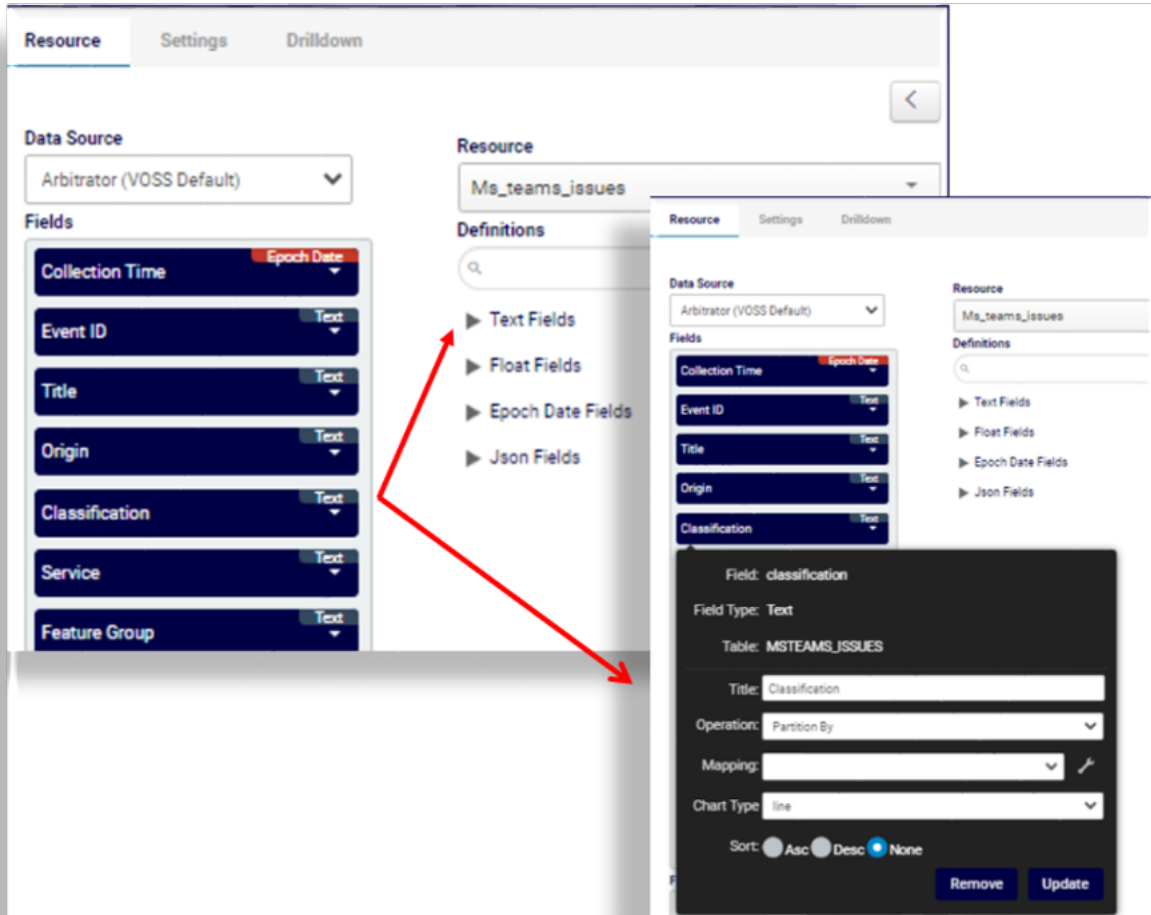 Resource Settings Drilldown
Data Source
Arbitrator (VOSS Default)
Fields
Collection Time Epoch Date
Event ID Text
Title Text
Origin Text
Classification Text
Service Text
Feature Group Text
Resource
Ms_teams_issues
Definitions
Text Fields
Float Fields
Epoch Date Fields
Json Fields
Resource Settings Drilldown
Data Source
Arbitrator (VOSS Default)
Fields
Collection Time Epoch Date
Event ID Text
Title Text
Origin Text
Classification Text
Resource
Ms_teams_issues
Definitions
Text Fields
Float Fields
Epoch Date Fields
Json Fields
Field: classification
Field Type: Text
Table: MSTEAMS_ISSUES
Title: Classification
Operation: Partition By
Mapping:
Chart Type line
Sort: Asc Desc None
Remove Update